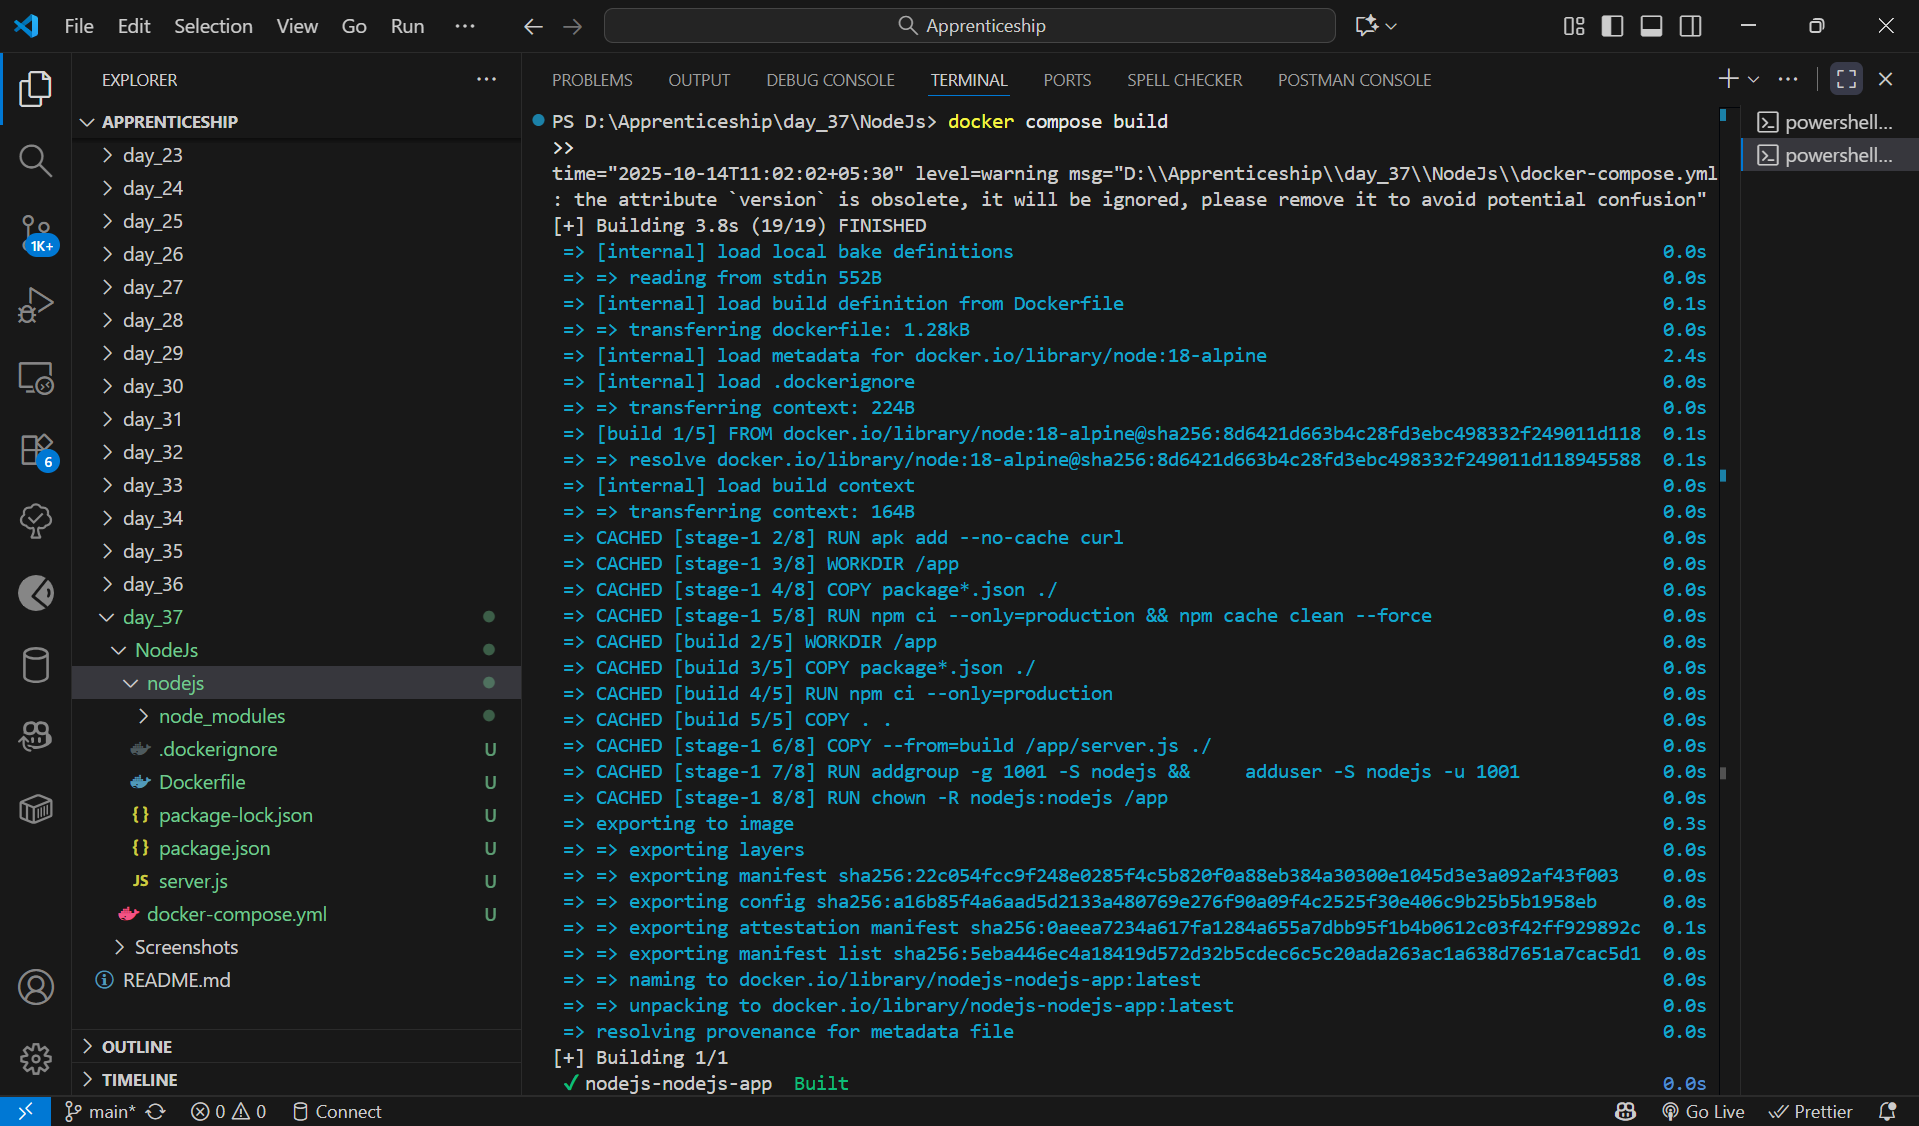 File Edit Selection View Go Run ···
Apprenticeship
EXPLORER ···
APPRENTICESHIP
day_23
day_24
day_25
day_26
day_27
day_28
day_29
day_30
day_31
day_32
day_33
day_34
day_35
day_36
day_37
NodeJs
nodejs
node_modules
.dockerignore U
Dockerfile U
{} package-lock.json U
{} package.json U
JS server.js U
docker-compose.yml U
Screenshots
README.md
OUTLINE
TIMELINE
1K+
6
PROBLEMS OUTPUT DEBUG CONSOLE TERMINAL PORTS SPELL CHECKER POSTMAN CONSOLE
powershell...
powershell...
PS D:\Apprenticeship\day_37\NodeJs> docker compose build
>>
time="2025-10-14T11:02:02+05:30" level=warning msg="D:\\Apprenticeship\\day_37\\NodeJs\\docker-compose.yml
: the attribute `version` is obsolete, it will be ignored, please remove it to avoid potential confusion"
[+] Building 3.8s (19/19) FINISHED
=> [internal] load local bake definitions 0.0s
=> => reading from stdin 552B 0.0s
=> [internal] load build definition from Dockerfile 0.1s
=> => transferring dockerfile: 1.28kB 0.0s
=> [internal] load metadata for docker.io/library/node:18-alpine 2.4s
=> [internal] load .dockerignore 0.0s
=> => transferring context: 224B 0.0s
=> [build 1/5] FROM docker.io/library/node:18-alpine@sha256:8d6421d663b4c28fd3ebc498332f249011d118 0.1s
=> => resolve docker.io/library/node:18-alpine@sha256:8d6421d663b4c28fd3ebc498332f249011d118945588 0.1s
=> [internal] load build context 0.0s
=> => transferring context: 164B 0.0s
=> CACHED [stage-1 2/8] RUN apk add --no-cache curl 0.0s
=> CACHED [stage-1 3/8] WORKDIR /app 0.0s
=> CACHED [stage-1 4/8] COPY package*.json ./ 0.0s
=> CACHED [stage-1 5/8] RUN npm ci --only=production && npm cache clean --force 0.0s
=> CACHED [build 2/5] WORKDIR /app 0.0s
=> CACHED [build 3/5] COPY package*.json ./ 0.0s
=> CACHED [build 4/5] RUN npm ci --only=production 0.0s
=> CACHED [build 5/5] COPY . . 0.0s
=> CACHED [stage-1 6/8] COPY --from=build /app/server.js ./ 0.0s
=> CACHED [stage-1 7/8] RUN addgroup -g 1001 -S nodejs &&     adduser -S nodejs -u 1001 0.0s
=> CACHED [stage-1 8/8] RUN chown -R nodejs:nodejs /app 0.0s
=> exporting to image 0.3s
=> => exporting layers 0.0s
=> => exporting manifest sha256:22c054fcc9f248e0285f4c5b820f0a88eb384a30300e1045d3e3a092af43f003 0.0s
=> => exporting config sha256:a16b85f4a6aad5d2133a480769e276f90a09f4c2525f30e406c9b25b5b1958eb 0.0s
=> => exporting attestation manifest sha256:0aeea7234a617fa1284a655a7dbb95f1b4b0612c03f42ff929892c 0.1s
=> => exporting manifest list sha256:5eba446ec4a18419d572d32b5cdec6c5c20ada263ac1a638d7651a7cac5d1 0.0s
=> => naming to docker.io/library/nodejs-nodejs-app:latest 0.0s
=> => unpacking to docker.io/library/nodejs-nodejs-app:latest 0.0s
=> resolving provenance for metadata file 0.0s
[+] Building 1/1
✓ nodejs-nodejs-app Built 0.0s
main* 0 0 Connect Go Live Prettier